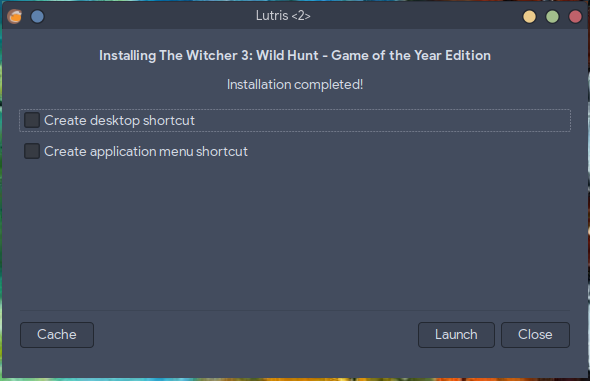 Lutris <2>
Installing The Witcher 3: Wild Hunt - Game of the Year Edition
Installation completed!
Create desktop shortcut
Create application menu shortcut
Cache
Launch
Close